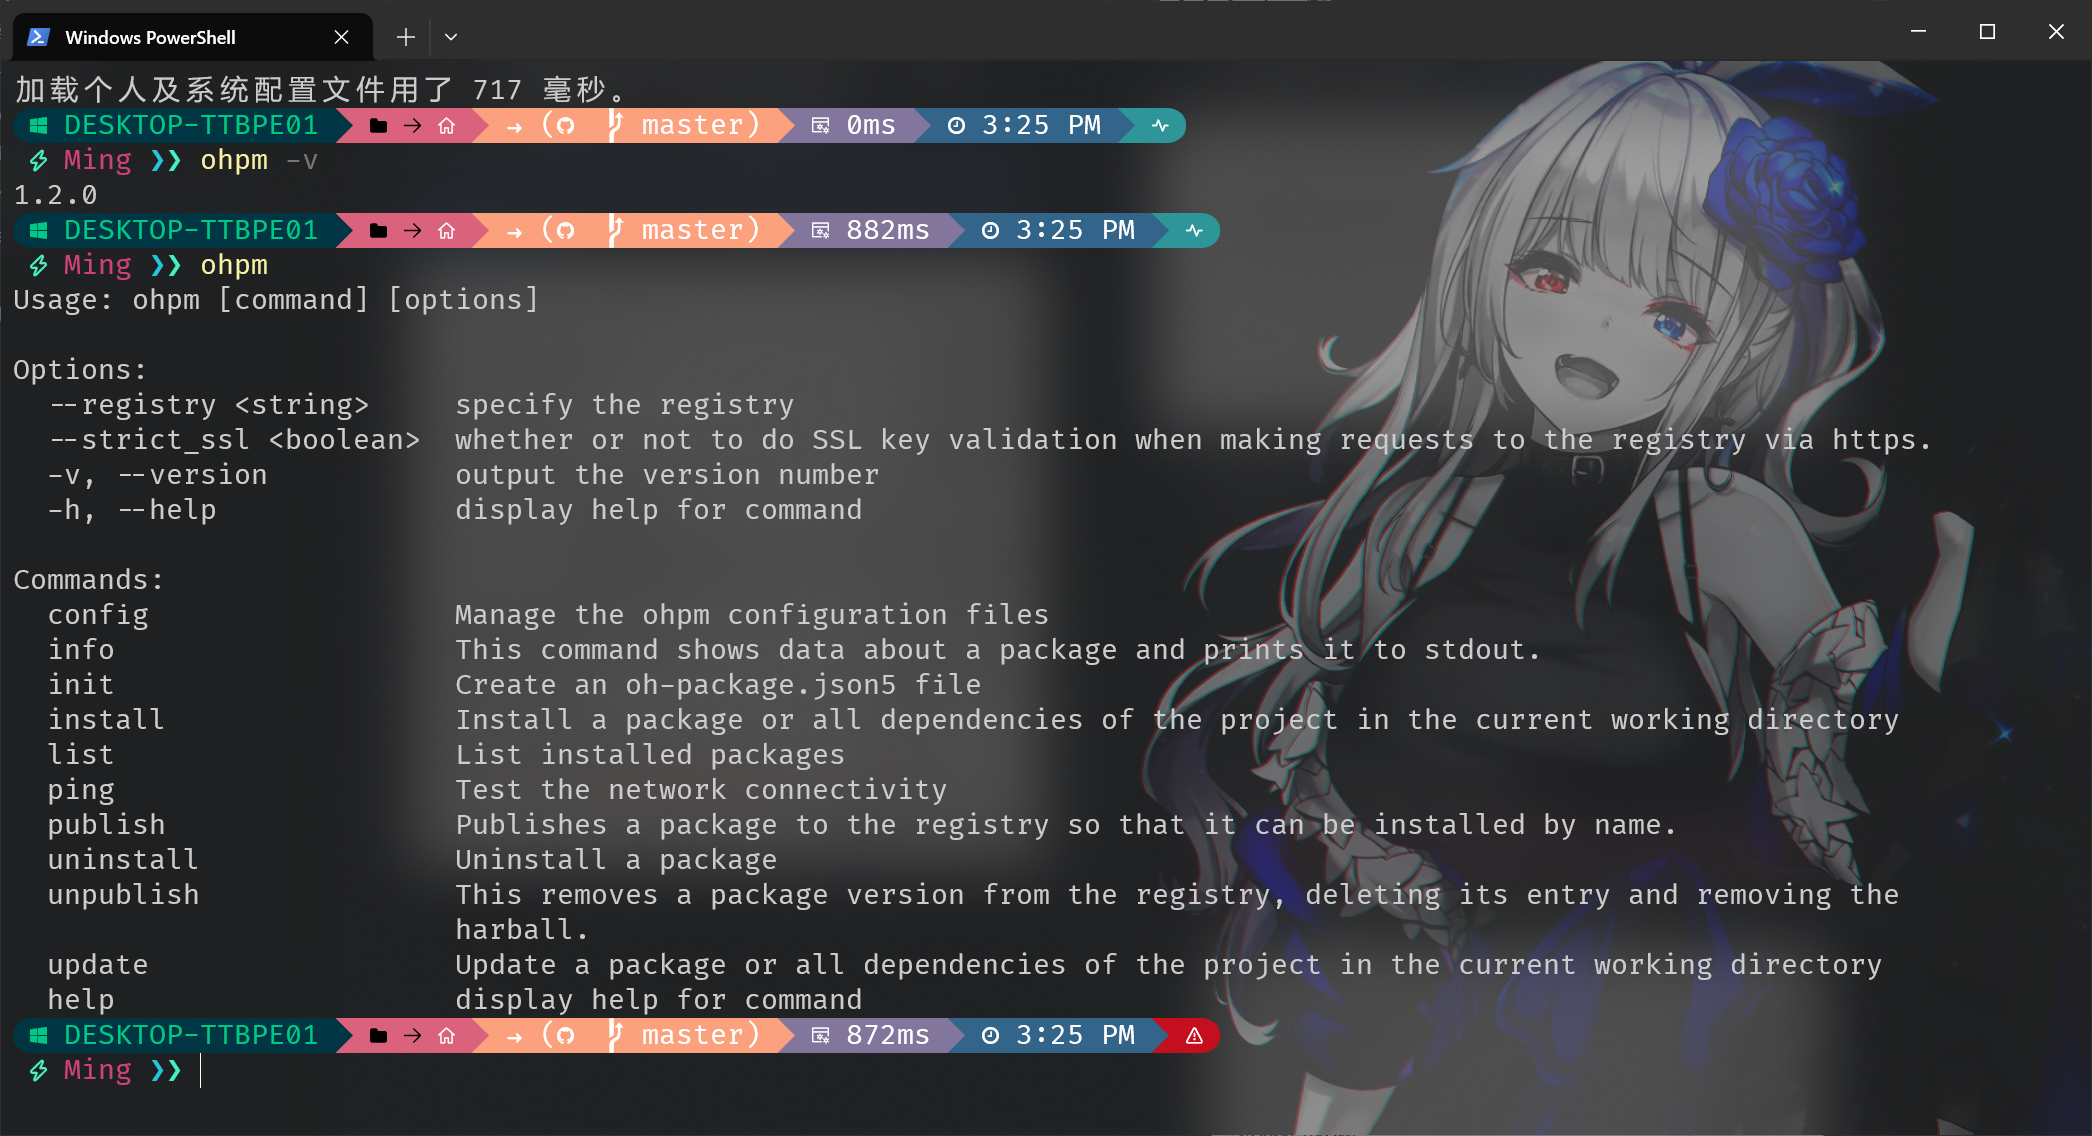 Windows PowerShell
加载个人及系统配置文件用了 717 毫秒。
DESKTOP-TTBPE01 → → ( master) 0ms 3:25 PM
Ming ❯❯ ohpm -v
1.2.0
DESKTOP-TTBPE01 → → ( master) 882ms 3:25 PM
Ming ❯❯ ohpm
Usage: ohpm [command] [options]
Options:
--registry <string> specify the registry
--strict_ssl <boolean> whether or not to do SSL key validation when making requests to the registry via https.
-v, --version output the version number
-h, --help display help for command
Commands:
config Manage the ohpm configuration files
info This command shows data about a package and prints it to stdout.
init Create an oh-package.json5 file
install Install a package or all dependencies of the project in the current working directory
list List installed packages
ping Test the network connectivity
publish Publishes a package to the registry so that it can be installed by name.
uninstall Uninstall a package
unpublish This removes a package version from the registry, deleting its entry and removing the
harball.
update Update a package or all dependencies of the project in the current working directory
help display help for command
DESKTOP-TTBPE01 → → ( master) 872ms 3:25 PM
Ming ❯❯